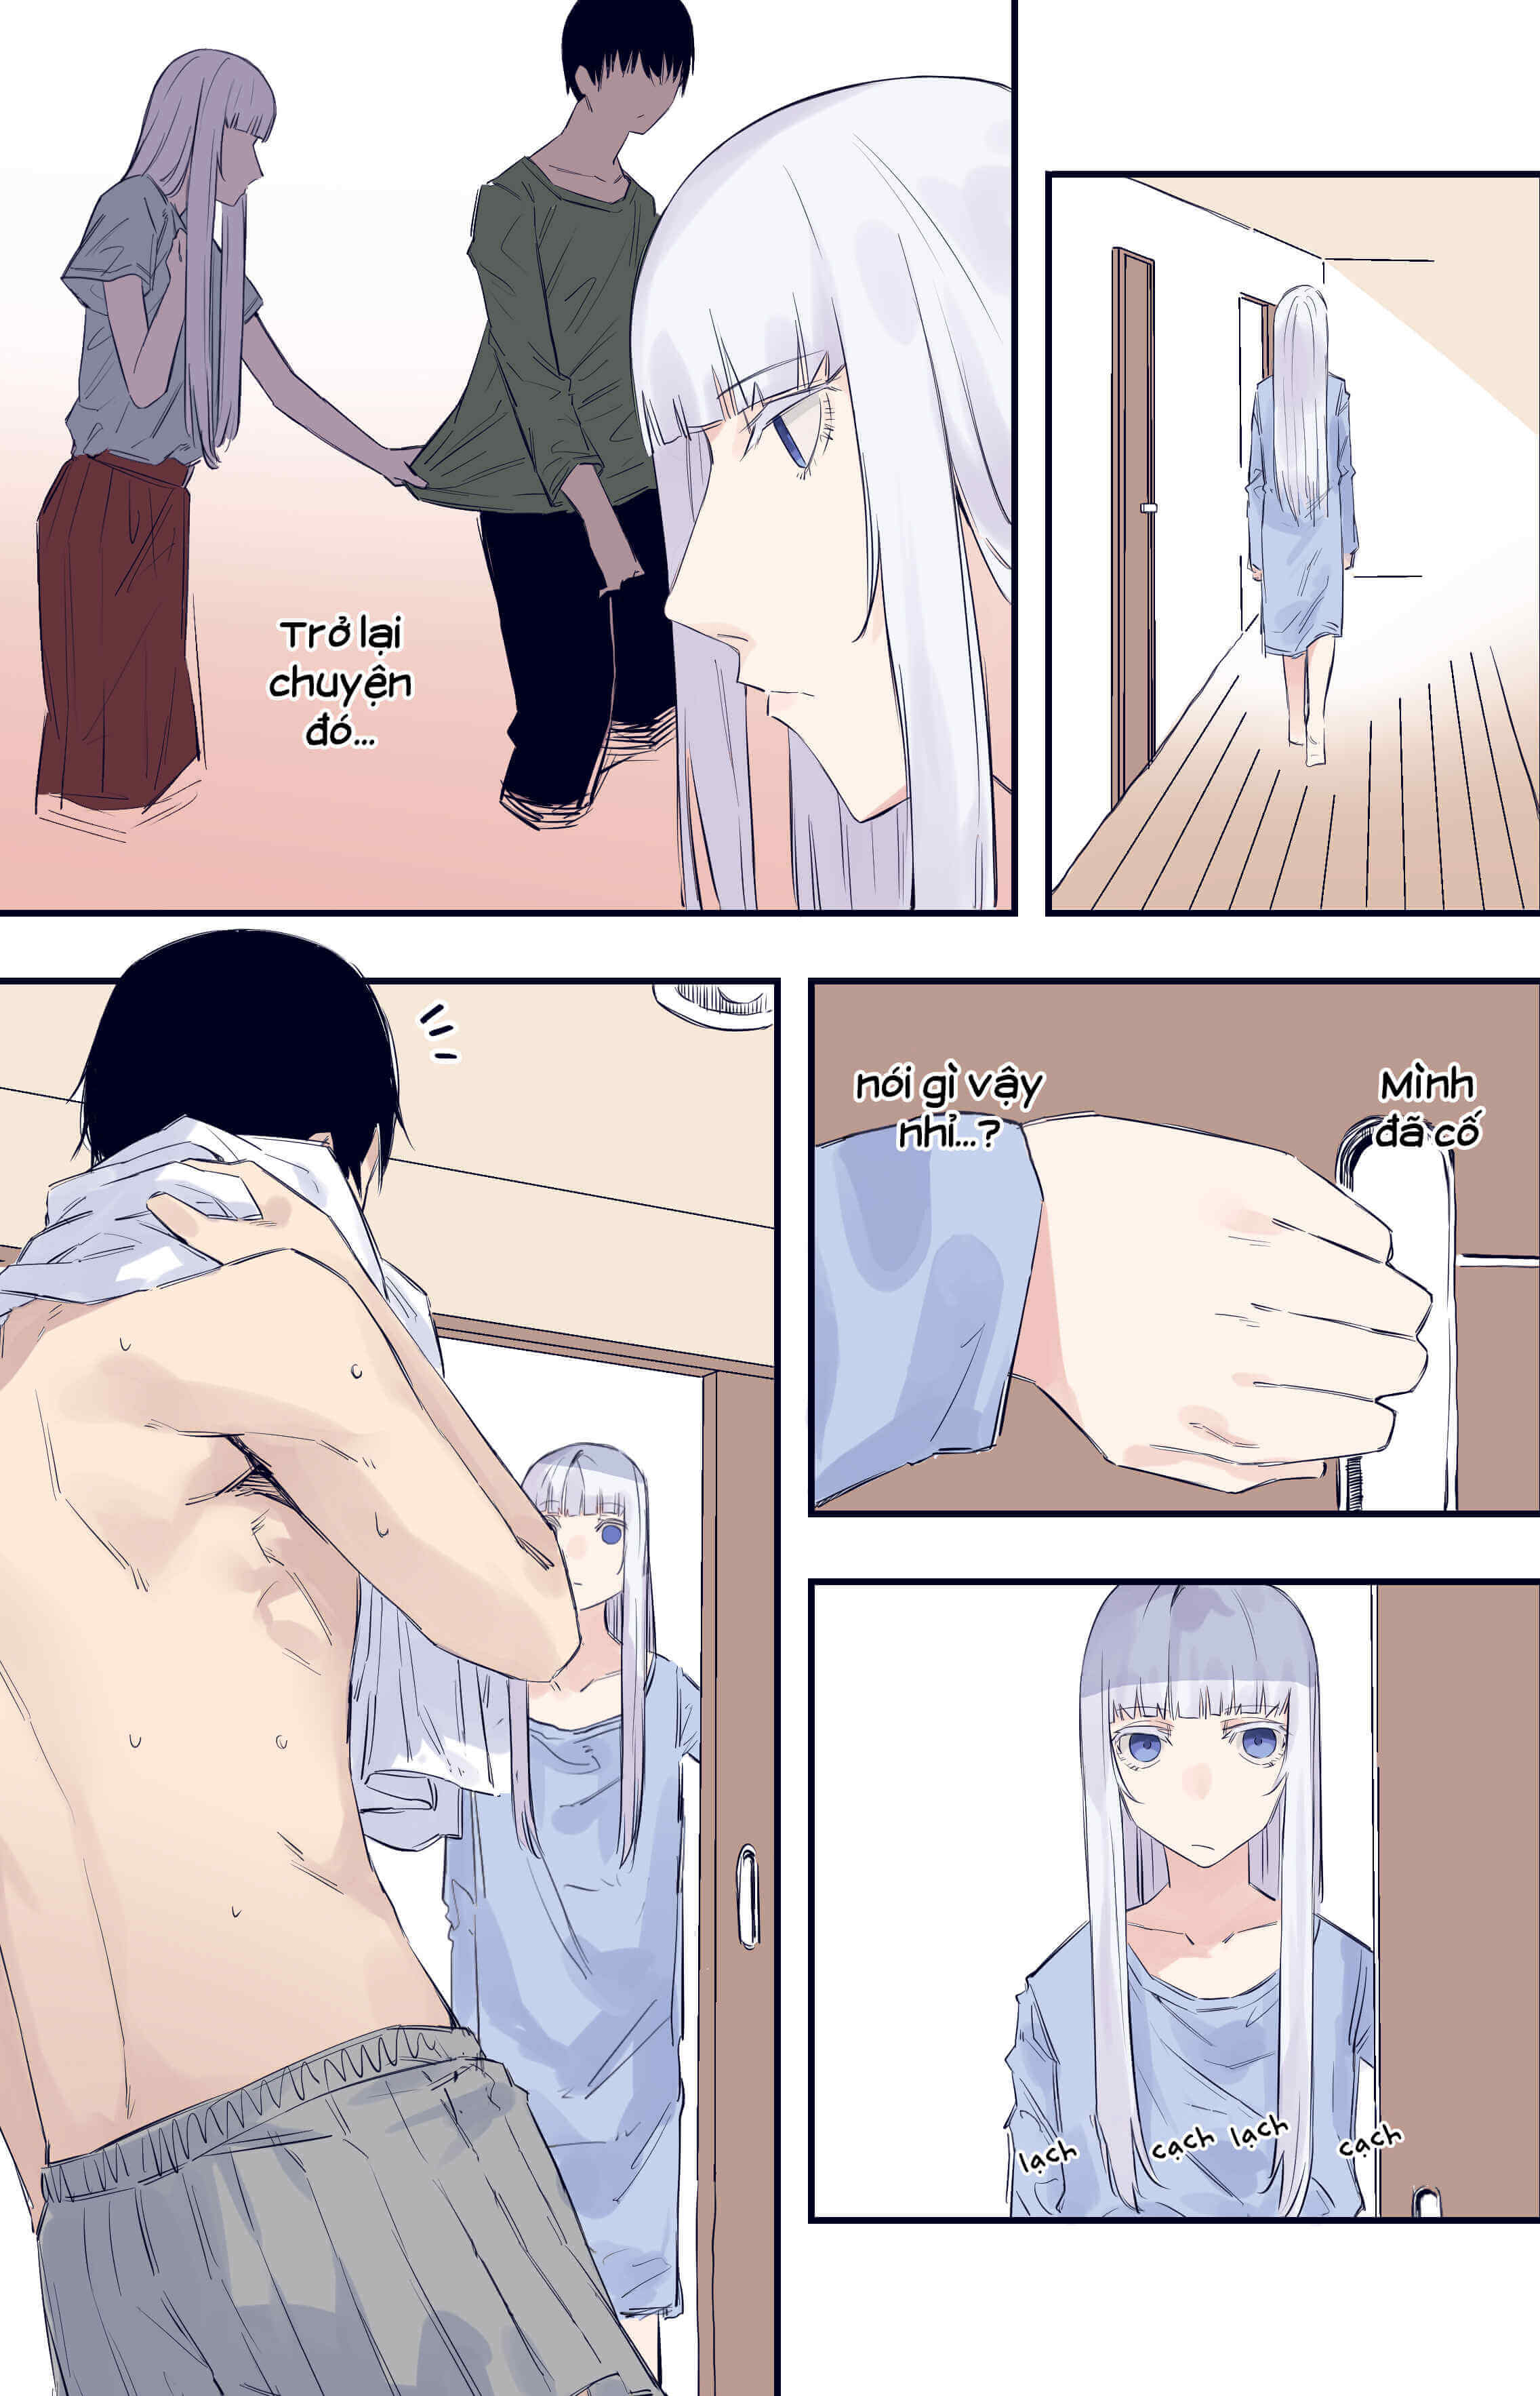 Trở lại
chuyện
đó...
Mình
đã cố
nói gì vậy
nhỉ...?
cạch
lạch
cạch
lạch